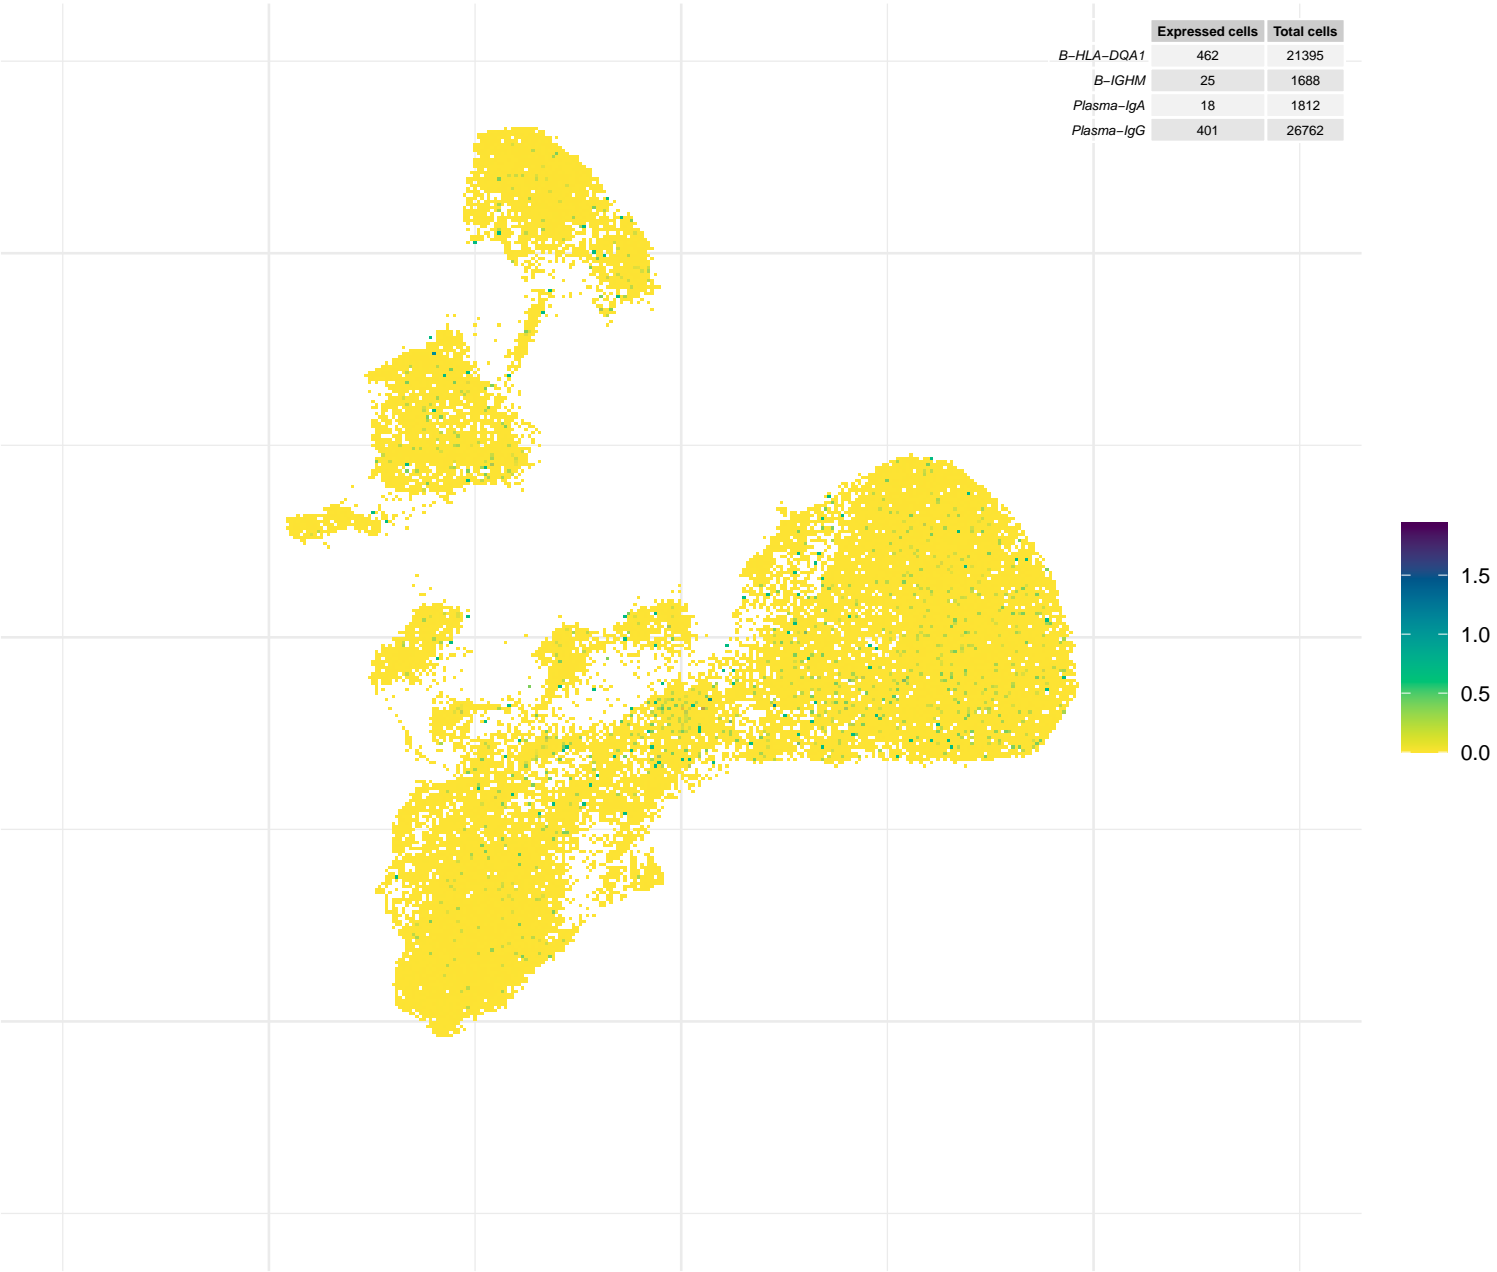 Expressed cells Total cells
B-HLA-DQA1 462 21395
B-IGHM 25 1688
Plasma-IgA 18 1812
Plasma-IgG 401 26762
1.5
1.0
0.5
0.0